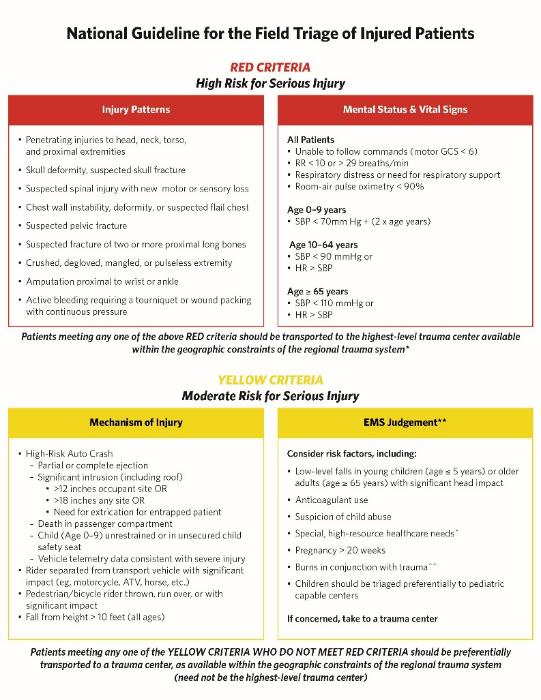 National Guideline for the Field Triage of Injured Patients
RED CRITERIA
High Risk for Serious Injury
Injury Patterns
• Penetrating injuries to head, neck, torso,
and proximal extremities
• Skull deformity, suspected skull fracture
• Suspected spinal injury with new motor or sensory loss
• Chest wall instability, deformity, or suspected flail chest
• Suspected pelvic fracture
• Suspected fracture of two or more proximal long bones
• Crushed, degloved, mangled, or pulseless extremity
• Amputation proximal to wrist or ankle
• Active bleeding requiring a tourniquet or wound packing
with continuous pressure
Mental Status & Vital Signs
All Patients
• Unable to follow commands (motor GCS < 6)
• RR < 10 or > 29 breaths/min
• Respiratory distress or need for respiratory support
• Room-air pulse oximetry < 90%
Age 0–9 years
• SBP < 70mm Hg + (2 x age years)
Age 10–64 years
• SBP < 90 mmHg or
• HR > SBP
Age ≥ 65 years
• SBP < 110 mmHg or
• HR > SBP
Patients meeting any one of the above RED criteria should be transported to the highest-level trauma center available
within the geographic constraints of the regional trauma system*
YELLOW CRITERIA
Moderate Risk for Serious Injury
Mechanism of Injury
• High-Risk Auto Crash
– Partial or complete ejection
– Significant intrusion (including roof)
• >12 inches occupant site OR
• >18 inches any site OR
• Need for extrication for entrapped patient
– Death in passenger compartment
– Child (Age 0–9) unrestrained or in unsecured child
safety seat
– Vehicle telemetry data consistent with severe injury
• Rider separated from transport vehicle with significant
impact (eg, motorcycle, ATV, horse, etc.)
• Pedestrian/bicycle rider thrown, run over, or with
significant impact
• Fall from height > 10 feet (all ages)
EMS Judgement**
Consider risk factors, including:
• Low-level falls in young children (age ≤ 5 years) or older
adults (age ≥ 65 years) with significant head impact
• Anticoagulant use
• Suspicion of child abuse
• Special, high-resource healthcare needs^
• Pregnancy > 20 weeks
• Burns in conjunction with trauma^^
• Children should be triaged preferentially to pediatric
capable centers
If concerned, take to a trauma center
Patients meeting any one of the YELLOW CRITERIA WHO DO NOT MEET RED CRITERIA should be preferentially
transported to a trauma center, as available within the geographic constraints of the regional trauma system
(need not be the highest-level trauma center)